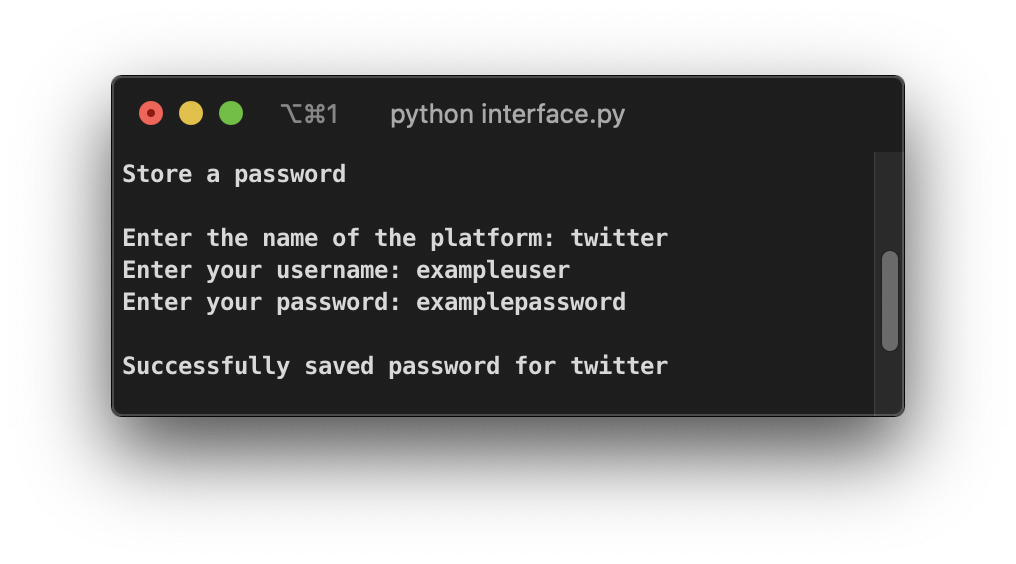 ⌥⌘1 python interface.py
Store a password
Enter the name of the platform: twitter
Enter your username: exampleuser
Enter your password: examplepassword
Successfully saved password for twitter